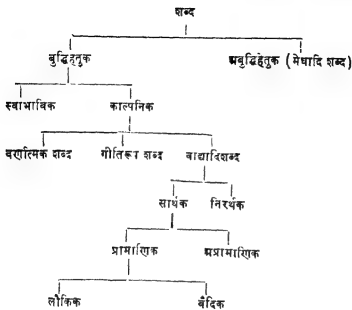 शब्द
बुद्धिहेतुक अबुद्धिहेतुक (मेघादि शब्द)
स्वाभाविक काल्पनिक
वर्णात्मक शब्द गीतिरूप शब्द वाद्यादिशब्द
सार्थक निरर्थक
प्रामाणिक अप्रामाणिक
लौकिक वैदिक